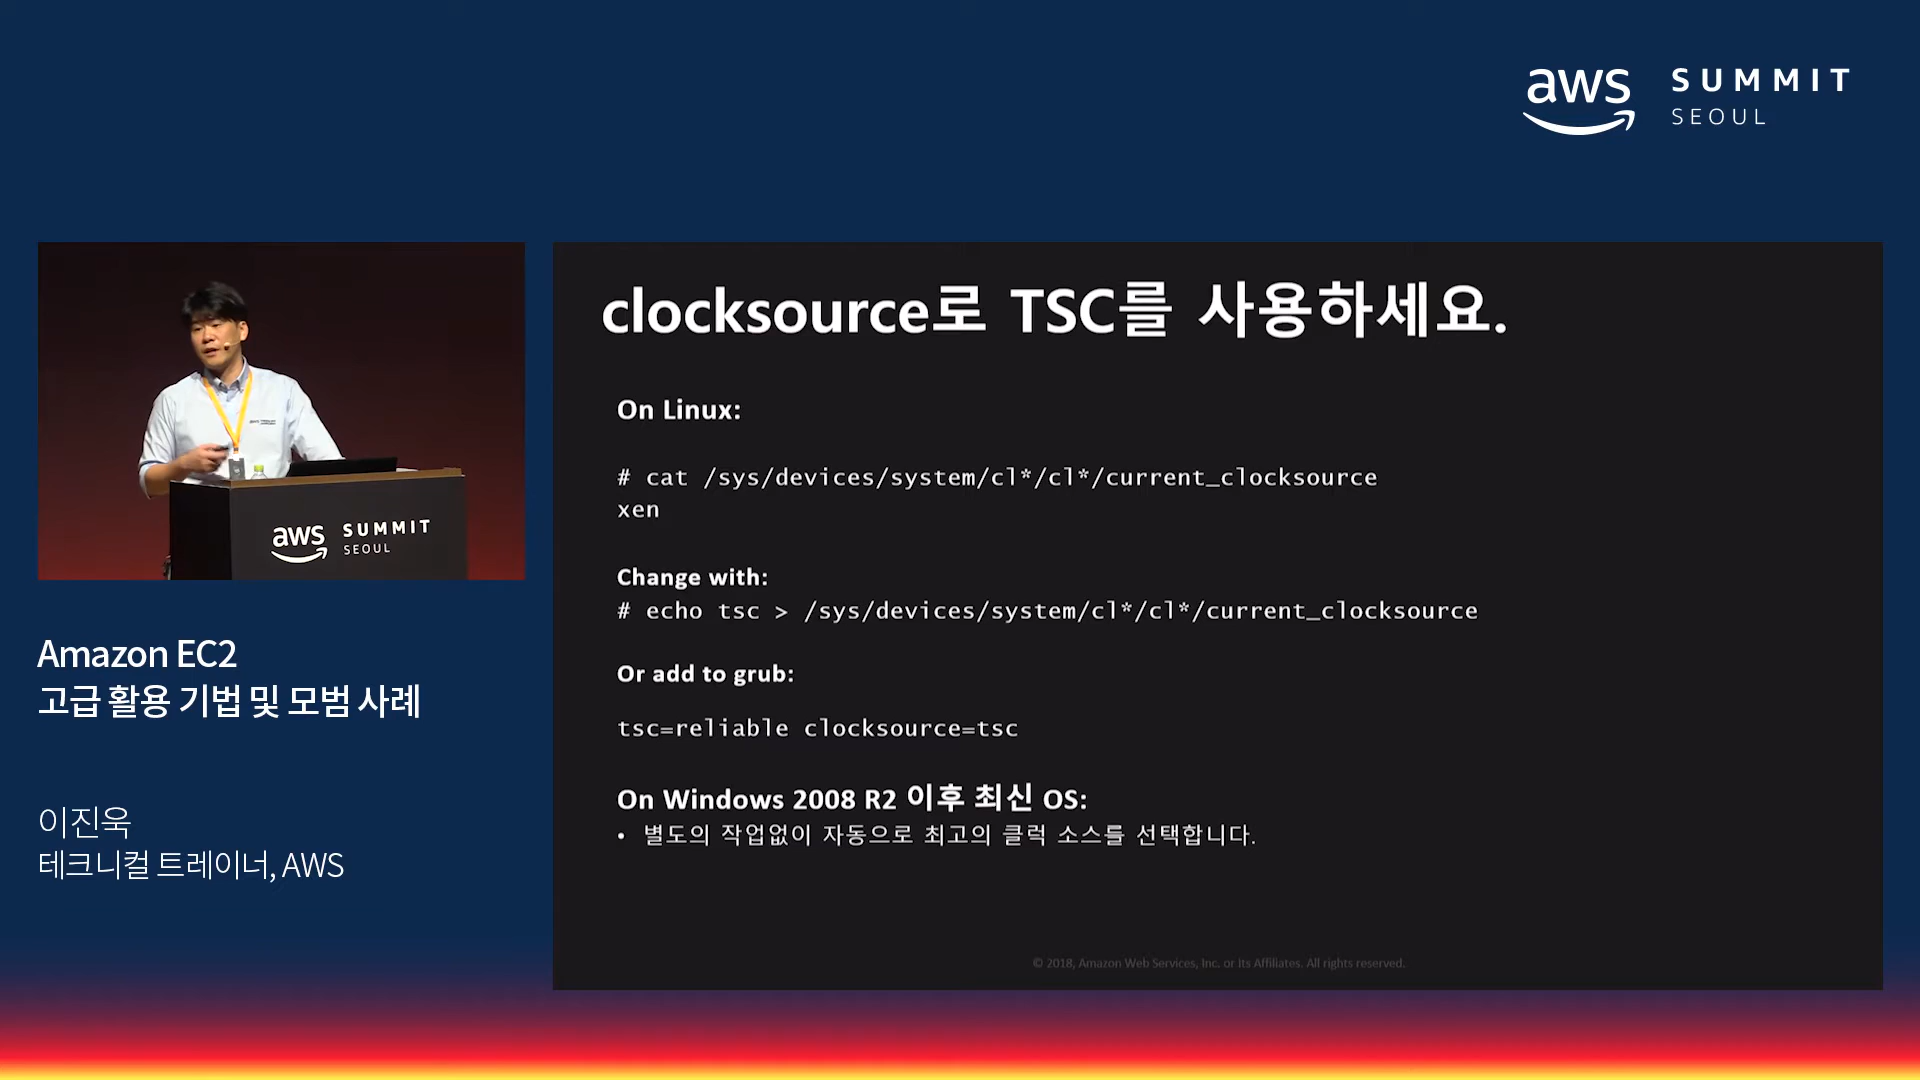 aws SUMMIT
SEOUL
clocksource로 TSC를 사용하세요.
On Linux:
# cat /sys/devices/system/cl*/cl*/current_clocksource
xen
Change with:
# echo tsc > /sys/devices/system/cl*/cl*/current_clocksource
Or add to grub:
tsc=reliable clocksource=tsc
On Windows 2008 R2 이후 최신 OS:
• 별도의 작업없이 자동으로 최고의 클럭 소스를 선택합니다.
© 2018, Amazon Web Services, Inc. or its Affiliates. All rights reserved.
aws SUMMIT
SEOUL
Amazon EC2
고급 활용 기법 및 모범 사례
이진욱
테크니컬 트레이너, AWS